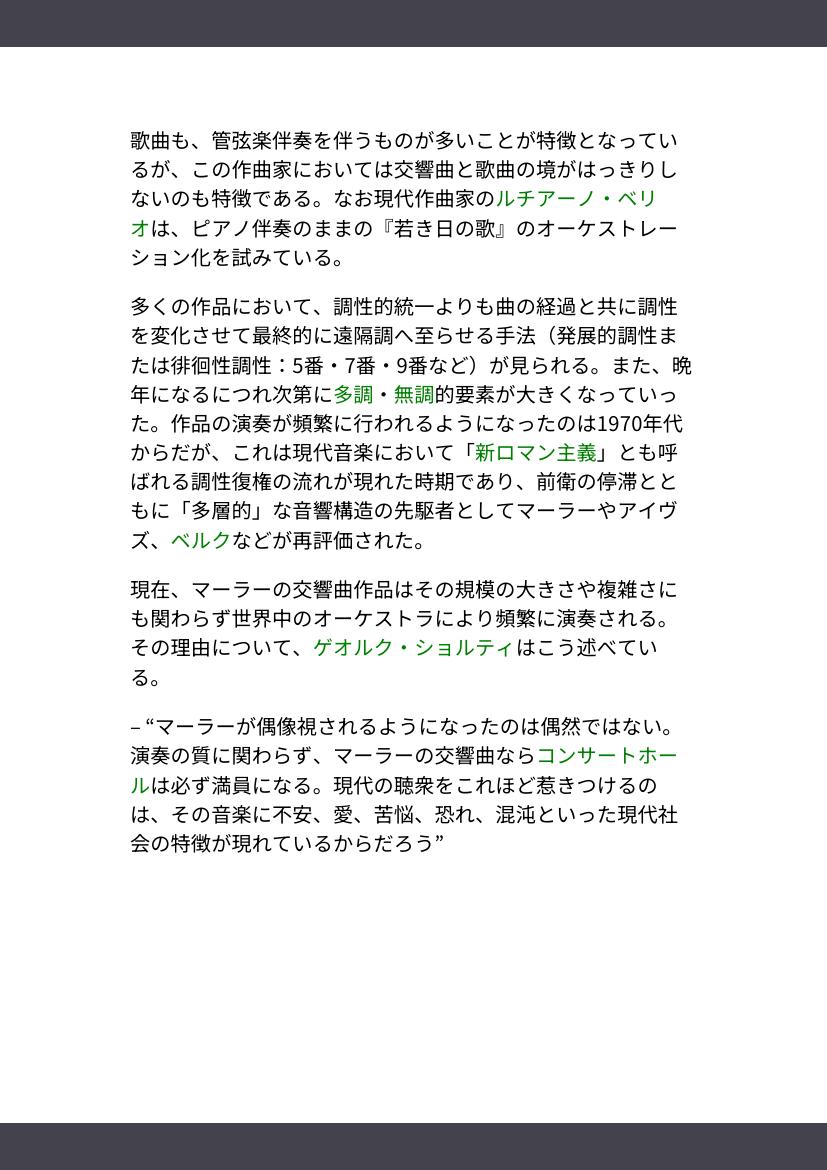 歌曲も、管弦楽伴奏を伴うものが多いことが特徴となってい
るが、この作曲家においては交響曲と歌曲の境がはっきりし
ないのも特徴である。なお現代作曲家のルチアーノ・ベリ
オは、ピアノ伴奏のままの『若き日の歌』のオーケストレー
ション化を試みている。
多くの作品において、調性的統一よりも曲の経過と共に調性
を変化させて最終的に遠隔調へ至らせる手法（発展的調性ま
たは徘徊性調性：5番・7番・9番など）が見られる。また、晩
年になるにつれ次第に多調・無調的要素が大きくなっていっ
た。作品の演奏が頻繁に行われるようになったのは1970年代
からだが、これは現代音楽において「新ロマン主義」とも呼
ばれる調性復権の流れが現れた時期であり、前衛の停滞とと
もに「多層的」な音響構造の先駆者としてマーラーやアイヴ
ズ、ベルクなどが再評価された。
現在、マーラーの交響曲作品はその規模の大きさや複雑さに
も関わらず世界中のオーケストラにより頻繁に演奏される。
その理由について、ゲオルク・ショルティはこう述べてい
る。
– “マーラーが偶像視されるようになったのは偶然ではない。
演奏の質に関わらず、マーラーの交響曲ならコンサートホー
ルは必ず満員になる。現代の聴衆をこれほど惹きつけるの
は、その音楽に不安、愛、苦悩、恐れ、混沌といった現代社
会の特徴が現れているからだろう”